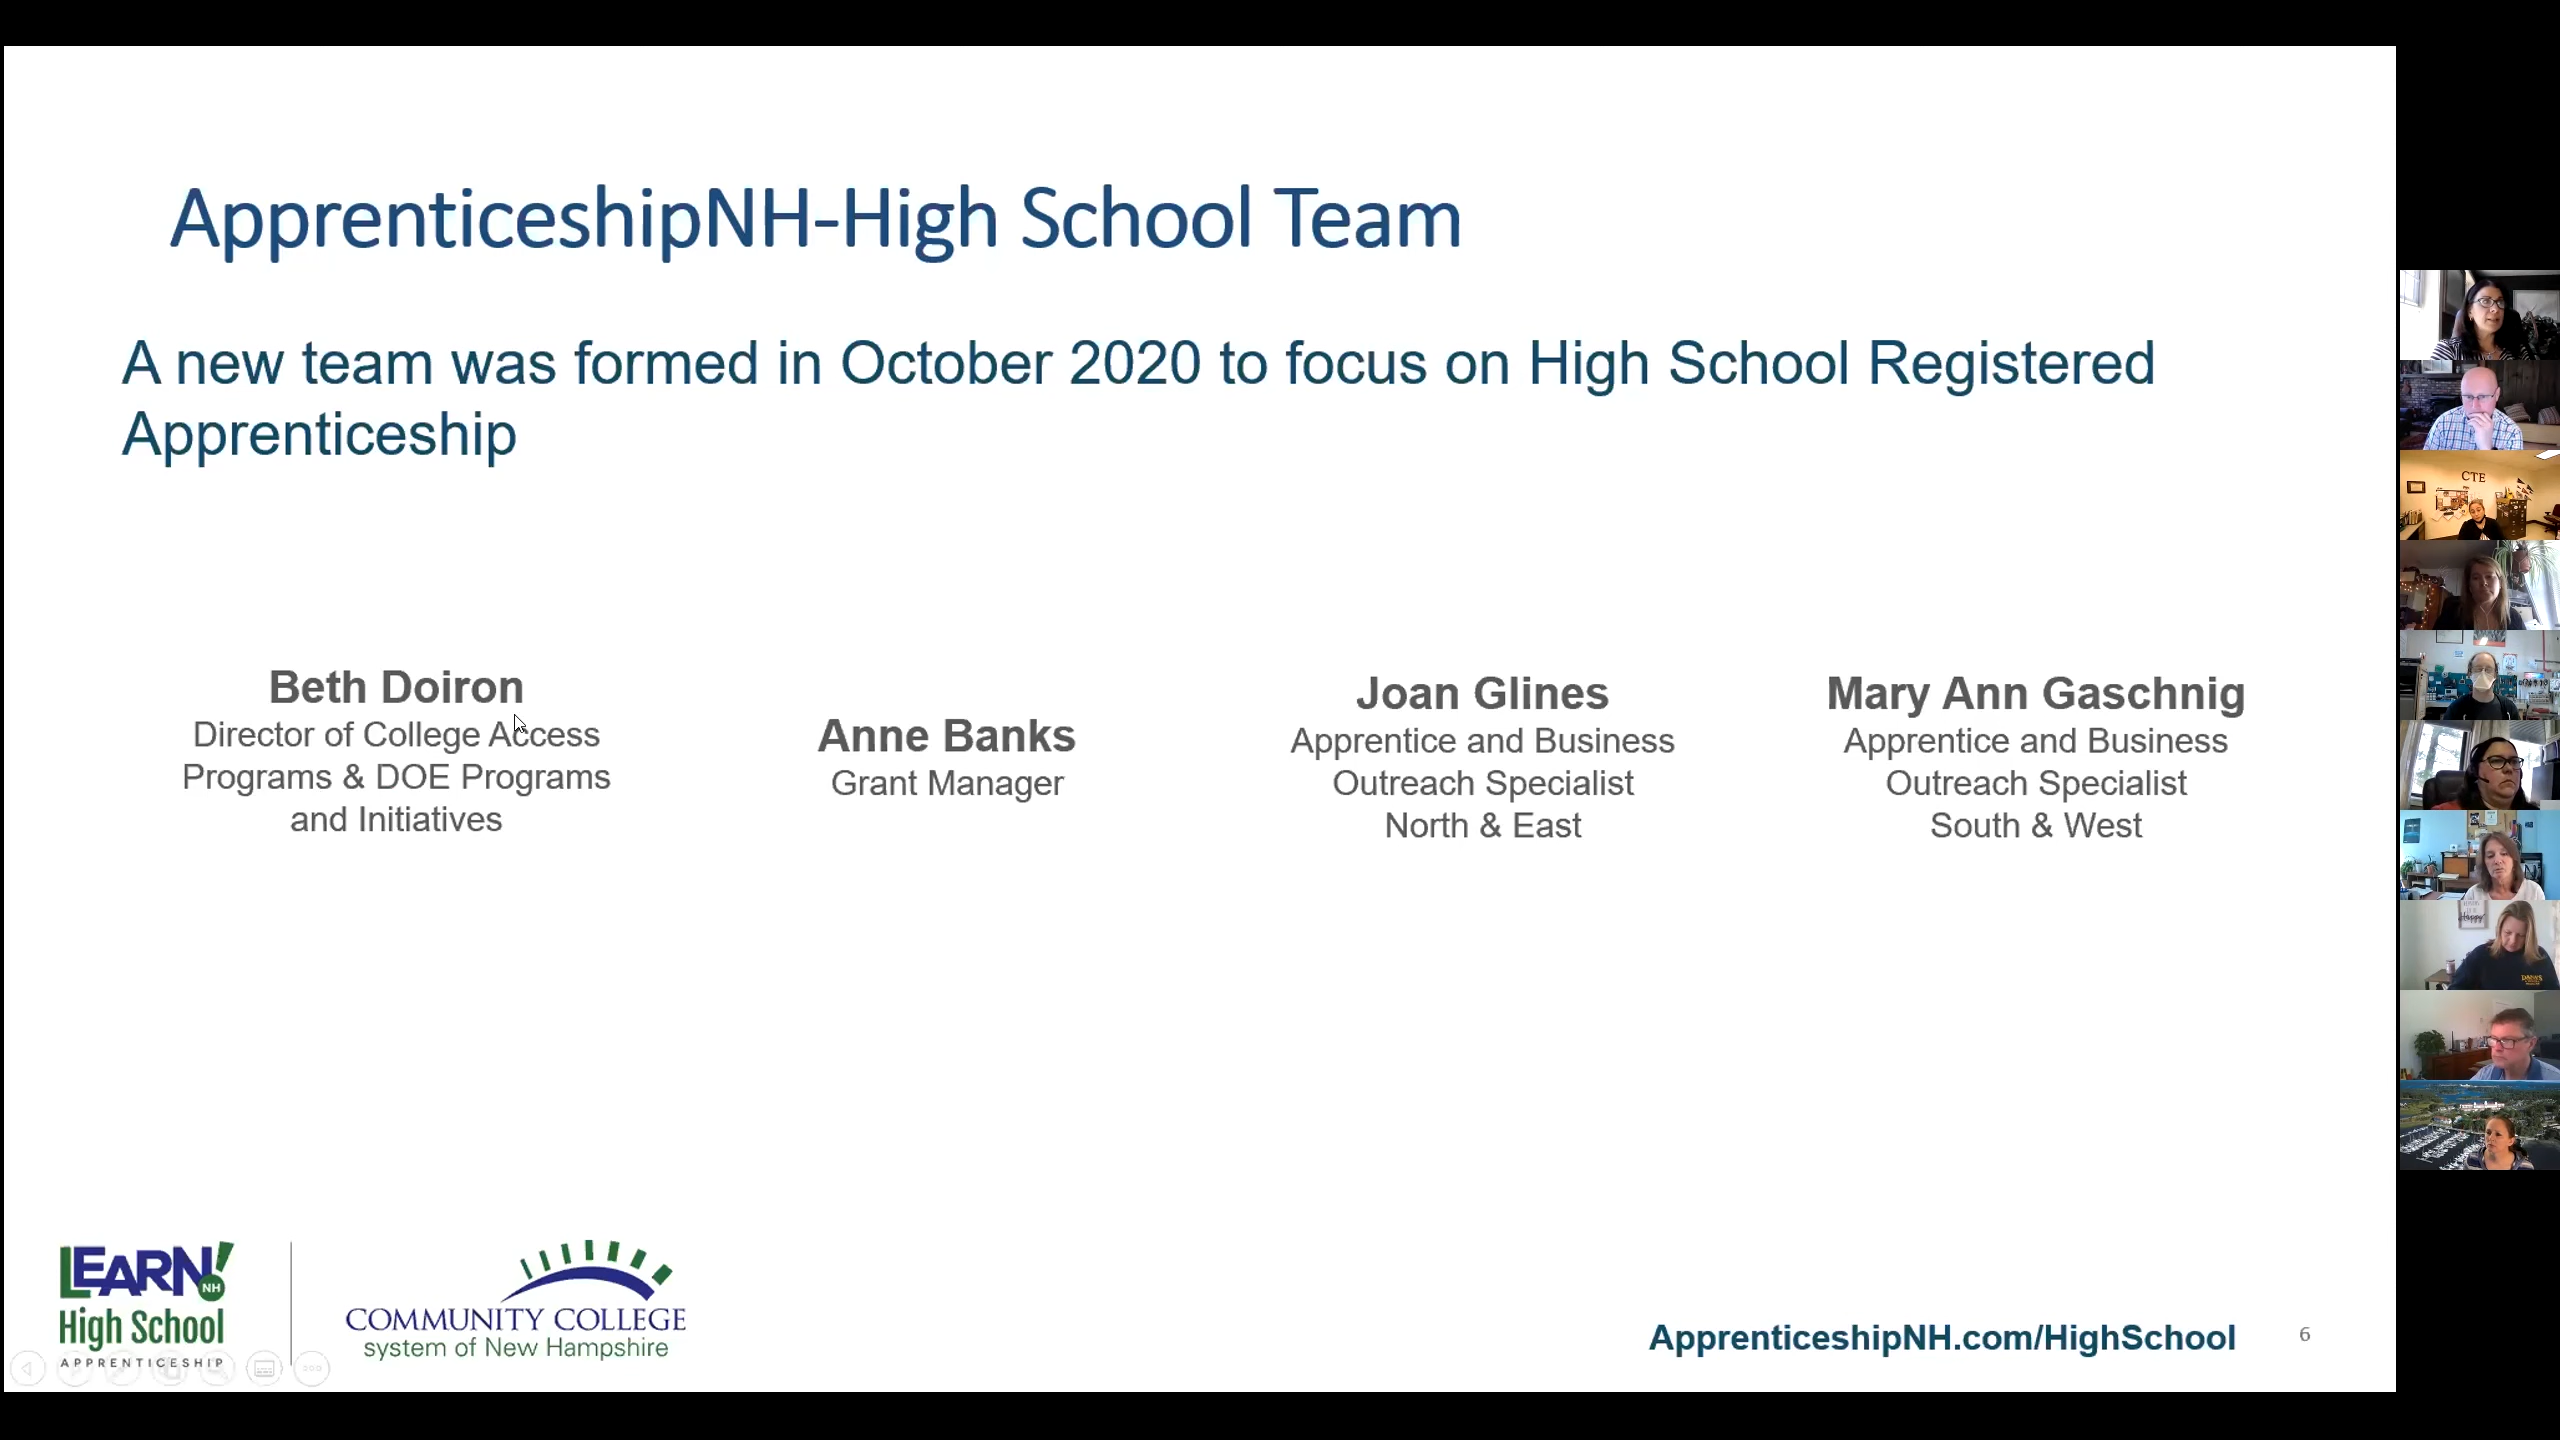 ApprenticeshipNH-High School Team
A new team was formed in October 2020 to focus on High School Registered
Apprenticeship
Beth Doiron
Director of College Access
Programs & DOE Programs
and Initiatives
Anne Banks
Grant Manager
Joan Glines
Apprentice and Business
Outreach Specialist
North & East
Mary Ann Gaschnig
Apprentice and Business
Outreach Specialist
South & West
CTE
Happy
LEARN!
NH
High School
APPRENTICESHIP
COMMUNITY COLLEGE
system of New Hampshire
ApprenticeshipNH.com/HighSchool
6